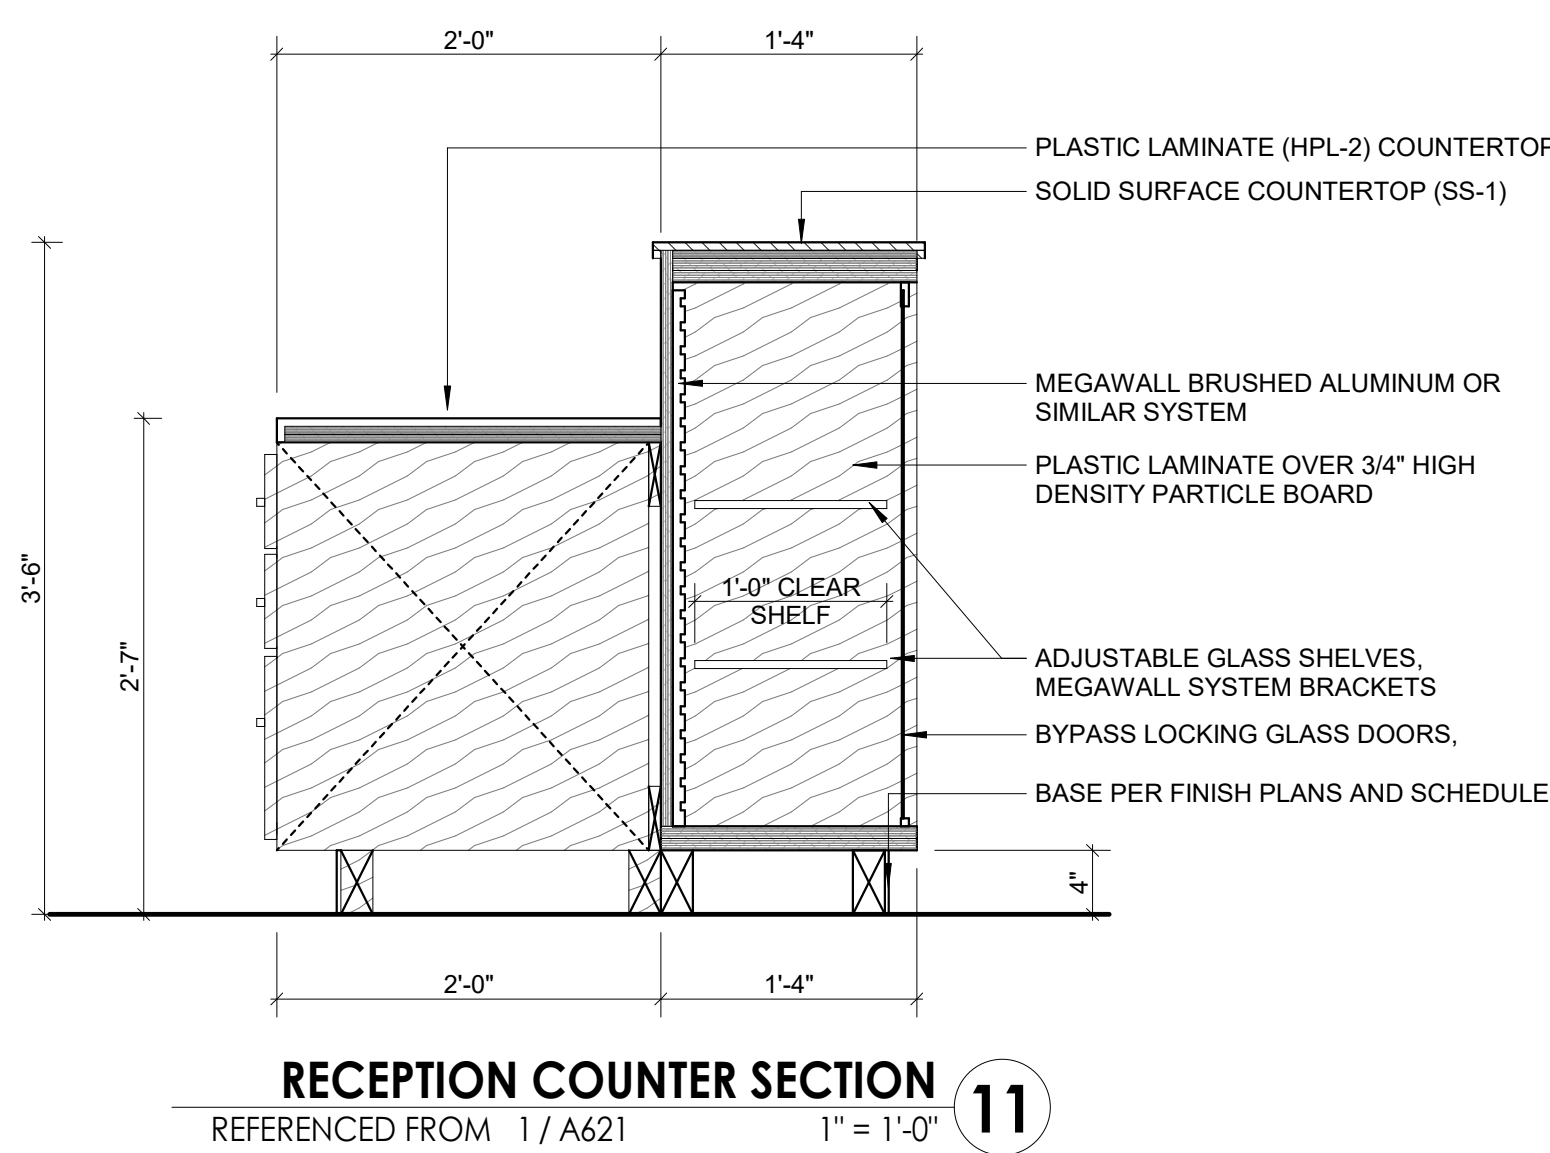 2'-0" 1'-4"
PLASTIC LAMINATE (HPL-2) COUNTERTOP
SOLID SURFACE COUNTERTOP (SS-1)
MEGAWALL BRUSHED ALUMINUM OR
SIMILAR SYSTEM
PLASTIC LAMINATE OVER 3/4" HIGH
DENSITY PARTICLE BOARD
3'-6"
2'-7"
1'-0" CLEAR
SHELF
ADJUSTABLE GLASS SHELVES,
MEGAWALL SYSTEM BRACKETS
BYPASS LOCKING GLASS DOORS,
BASE PER FINISH PLANS AND SCHEDULE
4"
2'-0" 1'-4"
RECEPTION COUNTER SECTION 11
REFERENCED FROM 1 / A621 1" = 1'-0"